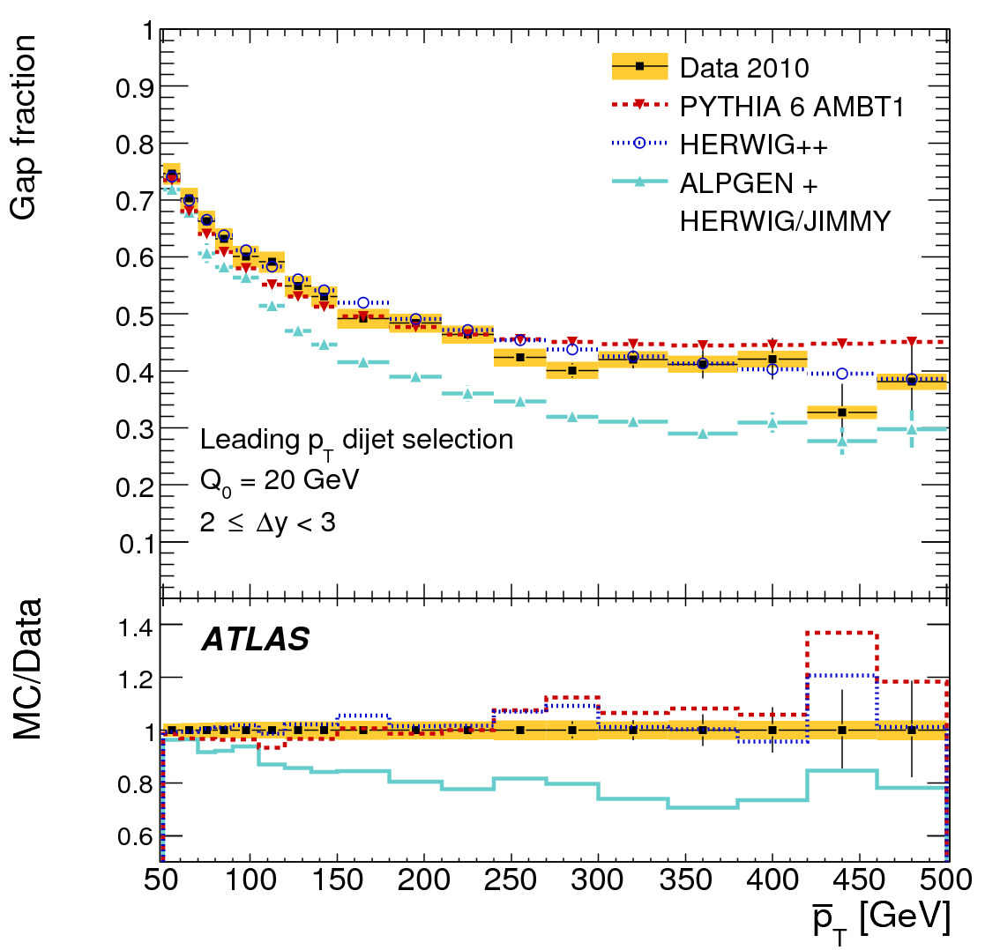 Gap fraction
1
0.9
0.8
0.7
0.6
0.5
0.4
0.3
0.2
0.1
Data 2010
PYTHIA 6 AMBT1
HERWIG++
ALPGEN +
HERWIG/JIMMY
Leading pT dijet selection
Q0 = 20 GeV
2 ≤ Δy < 3
MC/Data
1.4
1.2
1
0.8
0.6
ATLAS
50 100 150 200 250 300 350 400 450 500
p̅T [GeV]